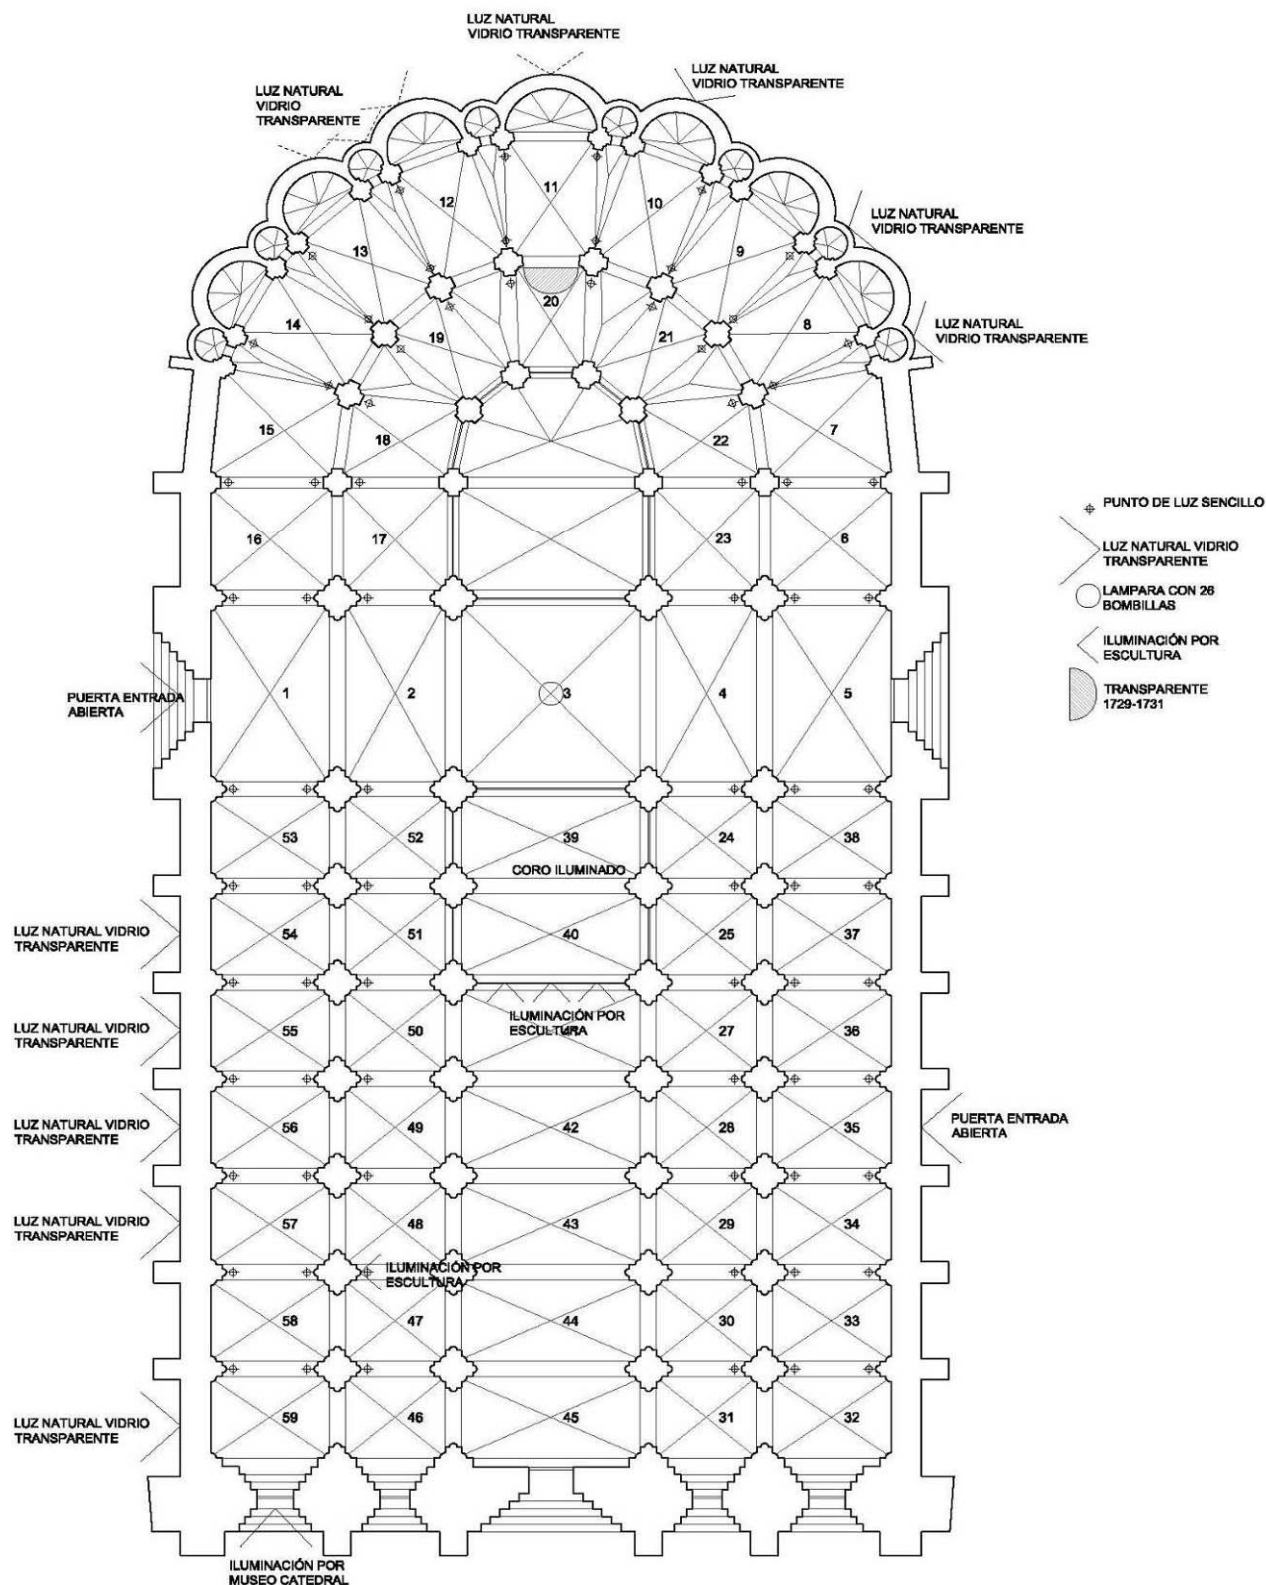 LUZ NATURAL
VIDRIO TRANSPARENTE
LUZ NATURAL
VIDRIO TRANSPARENTE
LUZ NATURAL
VIDRIO
TRANSPARENTE
11
12
10
LUZ NATURAL
VIDRIO TRANSPARENTE
13
9
20
14
8
19
21
LUZ NATURAL
VIDRIO TRANSPARENTE
15
18
22
7
16
17
23
6
PUNTO DE LUZ SENCILLO
LUZ NATURAL VIDRIO
TRANSPARENTE
LAMPARA CON 26
BOMBILLAS
ILUMINACIÓN POR
ESCULTURA
TRANSPARENTE
1729-1731
PUERTA ENTRADA
ABIERTA
1
2
3
4
5
53
52
39
24
38
CORO ILUMINADO
LUZ NATURAL VIDRIO
TRANSPARENTE
54
51
40
25
37
ILUMINACIÓN POR
ESCULTURA
LUZ NATURAL VIDRIO
TRANSPARENTE
55
50
41
27
36
LUZ NATURAL VIDRIO
TRANSPARENTE
56
49
42
28
35
PUERTA ENTRADA
ABIERTA
LUZ NATURAL VIDRIO
TRANSPARENTE
57
48
43
29
34
ILUMINACIÓN POR
ESCULTURA
58
47
44
30
33
LUZ NATURAL VIDRIO
TRANSPARENTE
59
46
45
31
32
ILUMINACIÓN POR
MUSEO CATEDRAL